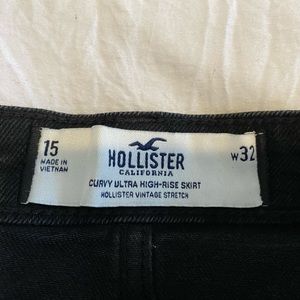 15
MADE IN
VIETNAM
HOLLISTER
CALIFORNIA
W32
CURVY ULTRA HIGH-RISE SKIRT
HOLLISTER VINTAGE STRETCH